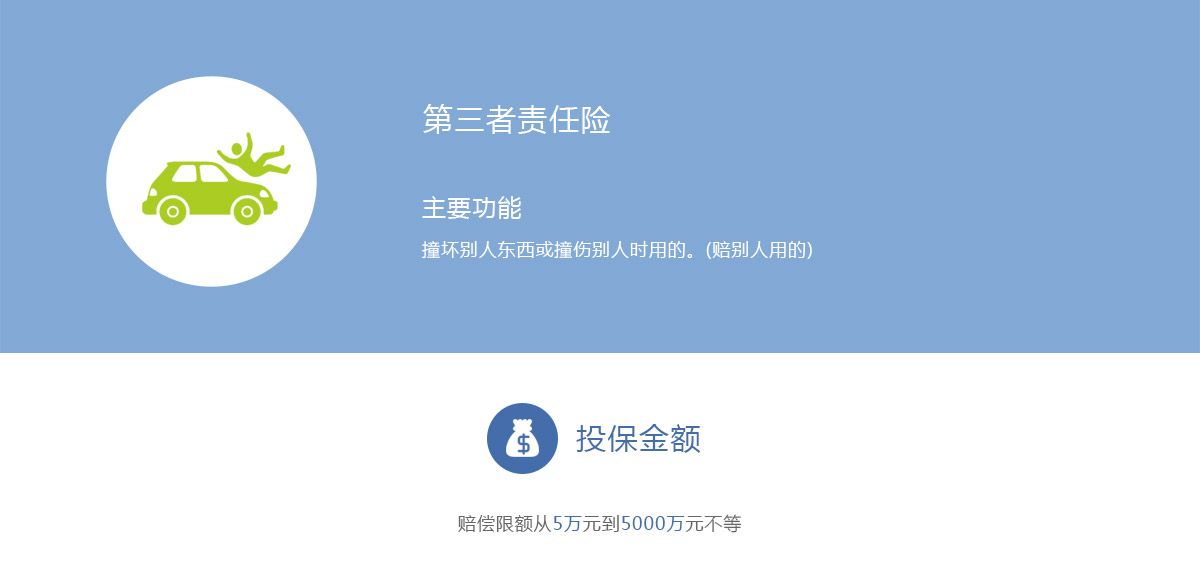 第三者责任险
主要功能
撞坏别人东西或撞伤别人时用的。(赔别人用的)
$ 投保金额
赔偿限额从5万元到5000万元不等